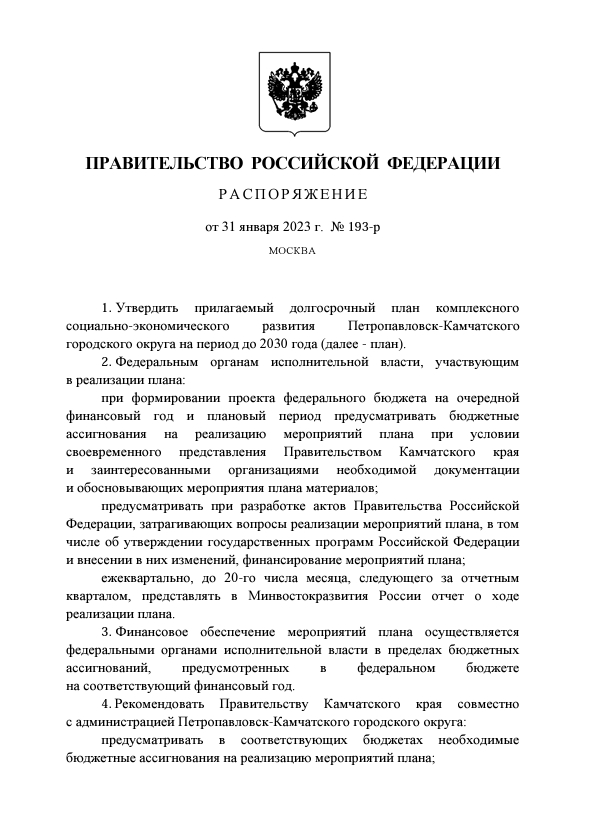 ПРАВИТЕЛЬСТВО РОССИЙСКОЙ ФЕДЕРАЦИИ
РАСПОРЯЖЕНИЕ
от 31 января 2023 г. № 193-р
МОСКВА
1. Утвердить прилагаемый долгосрочный план комплексного
социально-экономического развития Петропавловск-Камчатского
городского округа на период до 2030 года (далее - план).
2. Федеральным органам исполнительной власти, участвующим
в реализации плана:
при формировании проекта федерального бюджета на очередной
финансовый год и плановый период предусматривать бюджетные
ассигнования на реализацию мероприятий плана при условии
своевременного представления Правительством Камчатского края
и заинтересованными организациями необходимой документации
и обосновывающих мероприятия плана материалов;
предусматривать при разработке актов Правительства Российской
Федерации, затрагивающих вопросы реализации мероприятий плана, в том
числе об утверждении государственных программ Российской Федерации
и внесении в них изменений, финансирование мероприятий плана;
ежеквартально, до 20-го числа месяца, следующего за отчетным
кварталом, представлять в Минвостокразвития России отчет о ходе
реализации плана.
3. Финансовое обеспечение мероприятий плана осуществляется
федеральными органами исполнительной власти в пределах бюджетных
ассигнований, предусмотренных в федеральном бюджете
на соответствующий финансовый год.
4. Рекомендовать Правительству Камчатского края совместно
с администрацией Петропавловск-Камчатского городского округа:
предусматривать в соответствующих бюджетах необходимые
бюджетные ассигнования на реализацию мероприятий плана;